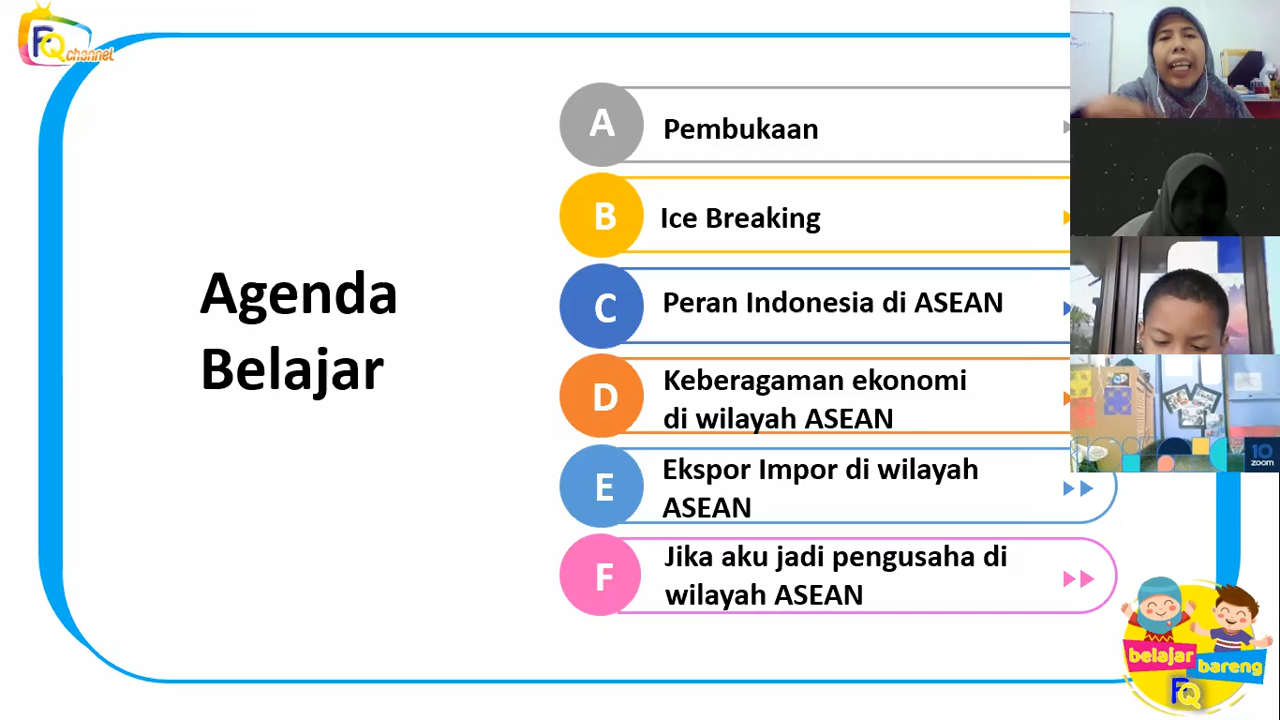 FQ channel
Agenda
Belajar
A
Pembukaan
B
Ice Breaking
C
Peran Indonesia di ASEAN
D
Keberagaman ekonomi
di wilayah ASEAN
E
Ekspor Impor di wilayah
ASEAN
F
Jika aku jadi pengusaha di
wilayah ASEAN
10
zoom
belajar
bareng
FQ